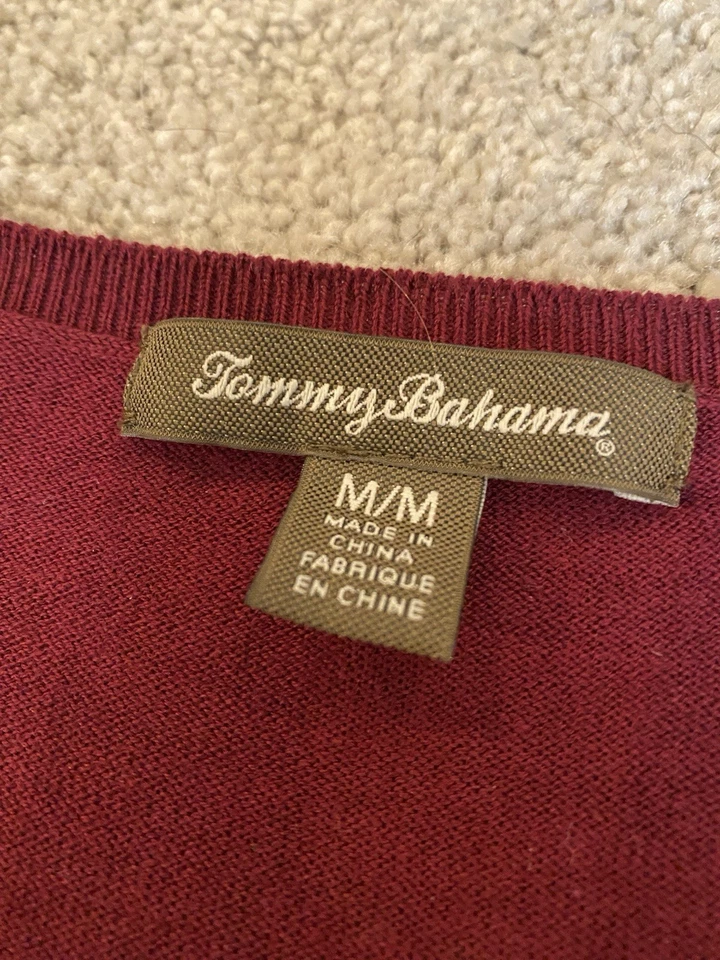 Tommy Bahama®
M/M
MADE IN
CHINA
FABRIQUE
EN CHINE